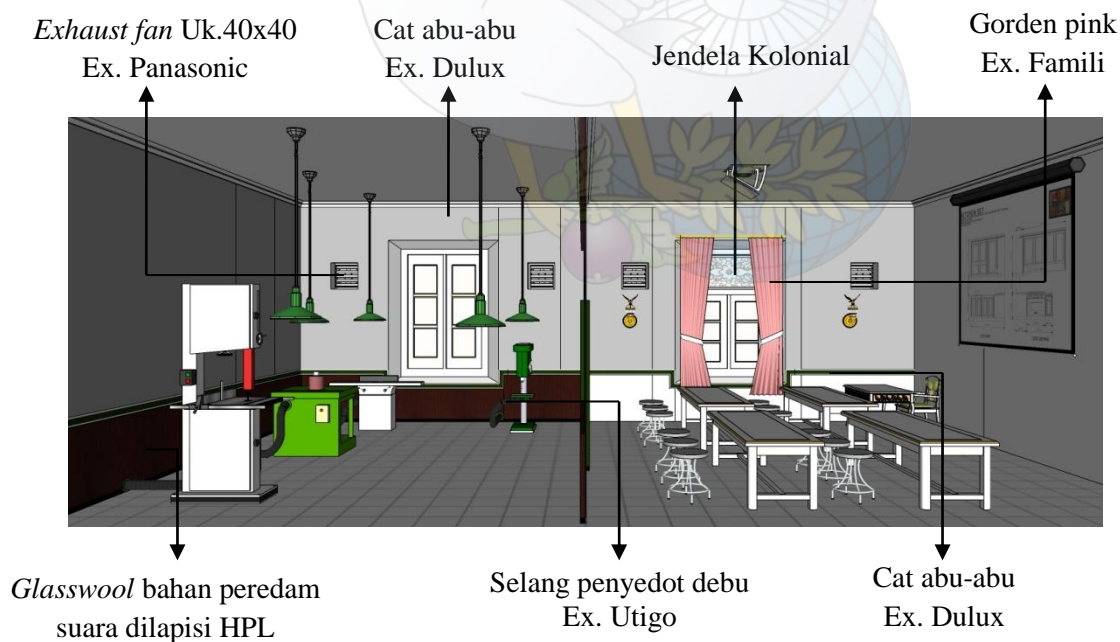 Exhaust fan Uk.40x40
Ex. Panasonic
Cat abu-abu
Ex. Dulux
Jendela Kolonial
Gorden pink
Ex. Famili
Glasswool bahan peredam
suara dilapisi HPL
Selang penyedot debu
Ex. Utigo
Cat abu-abu
Ex. Dulux